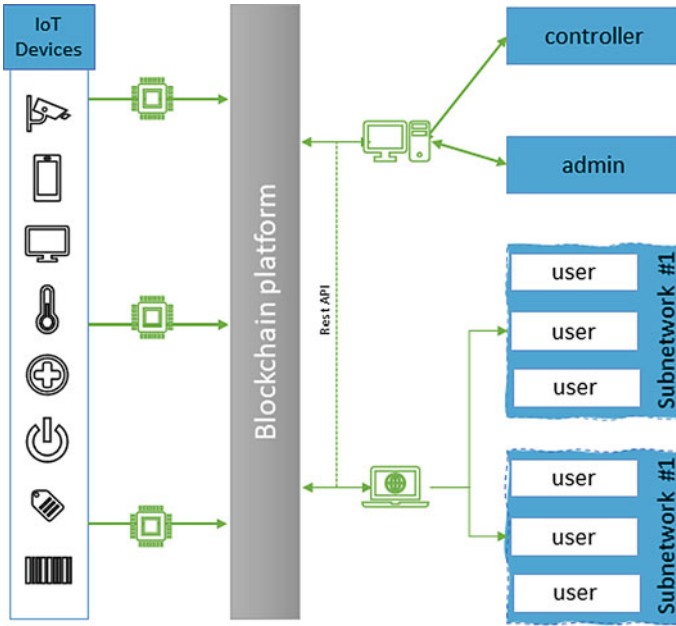 IoT
Devices
Blockchain platform
Rest API
controller
admin
user
user
user
Subnetwork #1
user
user
user
Subnetwork #1